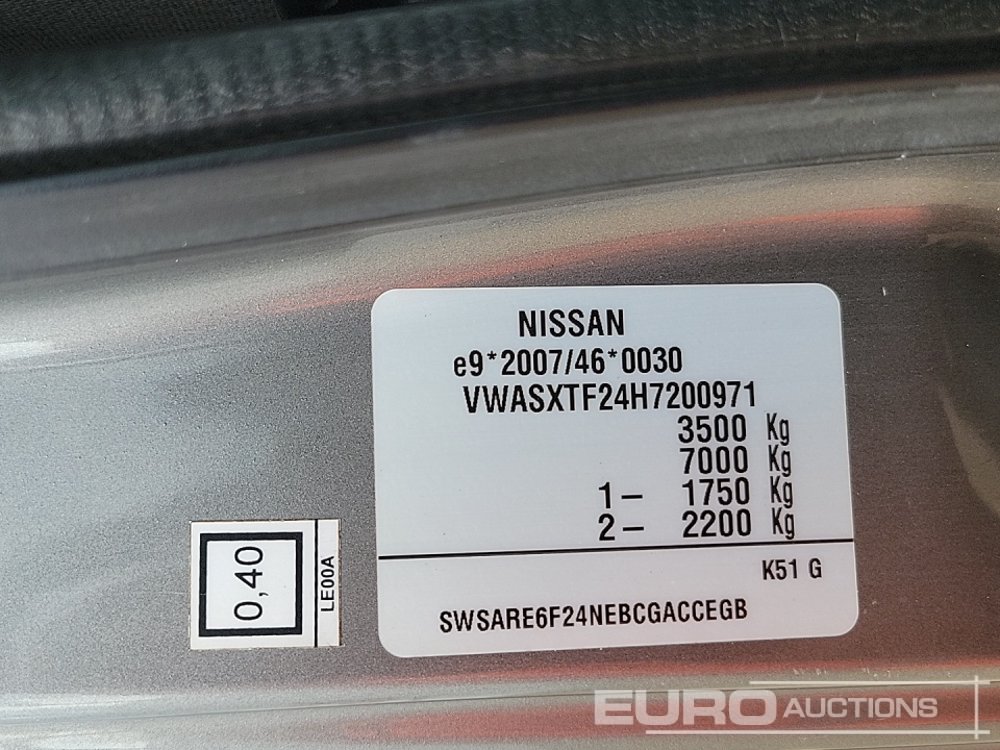 NISSAN
e9*2007/46*0030
VWASXTF24H7200971
3500 Kg
7000 Kg
1- 1750 Kg
2- 2200 Kg
K51 G
SWSARE6F24NEBCGACCEGB
0,40
LE00A
EURO AUCTIONS